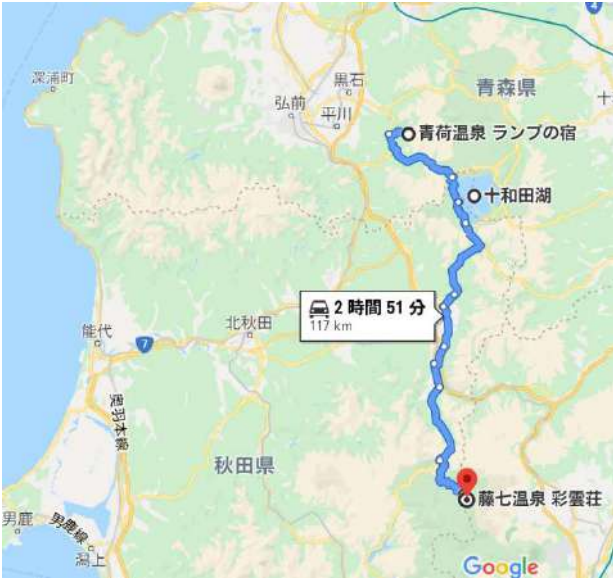 4
深浦町
黒石
青森県
十
弘前
平川
青荷温泉 ランプの宿
十和田湖
2 時間 51 分
117 km
北秋田
能代
7
奥羽本線
秋田県
藤七温泉 彩雲荘
男鹿
男鹿線
潟上
Google